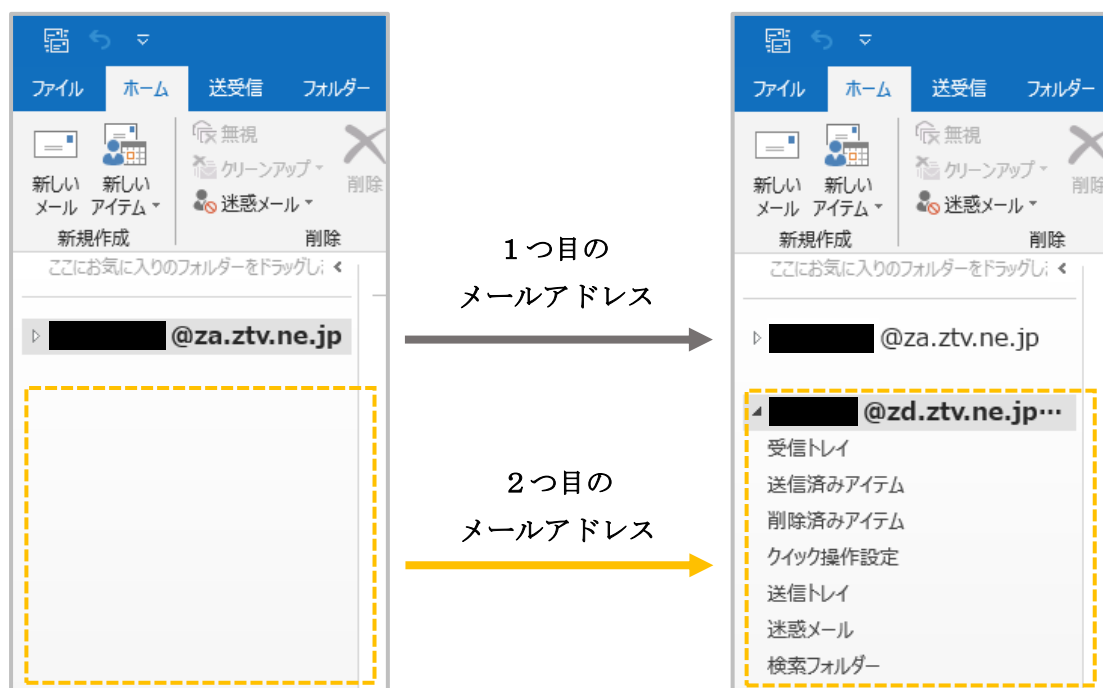 ファイル ホーム 送受信 フォルダー
新しい 新しい
メール アイテム
無視
クリーンアップ
迷惑メール
削除
新規作成 削除
ここにお気に入りのフォルダーをドラッグし
@za.ztv.ne.jp
1つ目の
メールアドレス
2つ目の
メールアドレス
ファイル ホーム 送受信 フォルダー
新しい 新しい
メール アイテム
無視
クリーンアップ
迷惑メール
削除
新規作成 削除
ここにお気に入りのフォルダーをドラッグし
@za.ztv.ne.jp
@zd.ztv.ne.jp…
受信トレイ
送信済みアイテム
削除済みアイテム
クイック操作設定
送信トレイ
迷惑メール
検索フォルダー